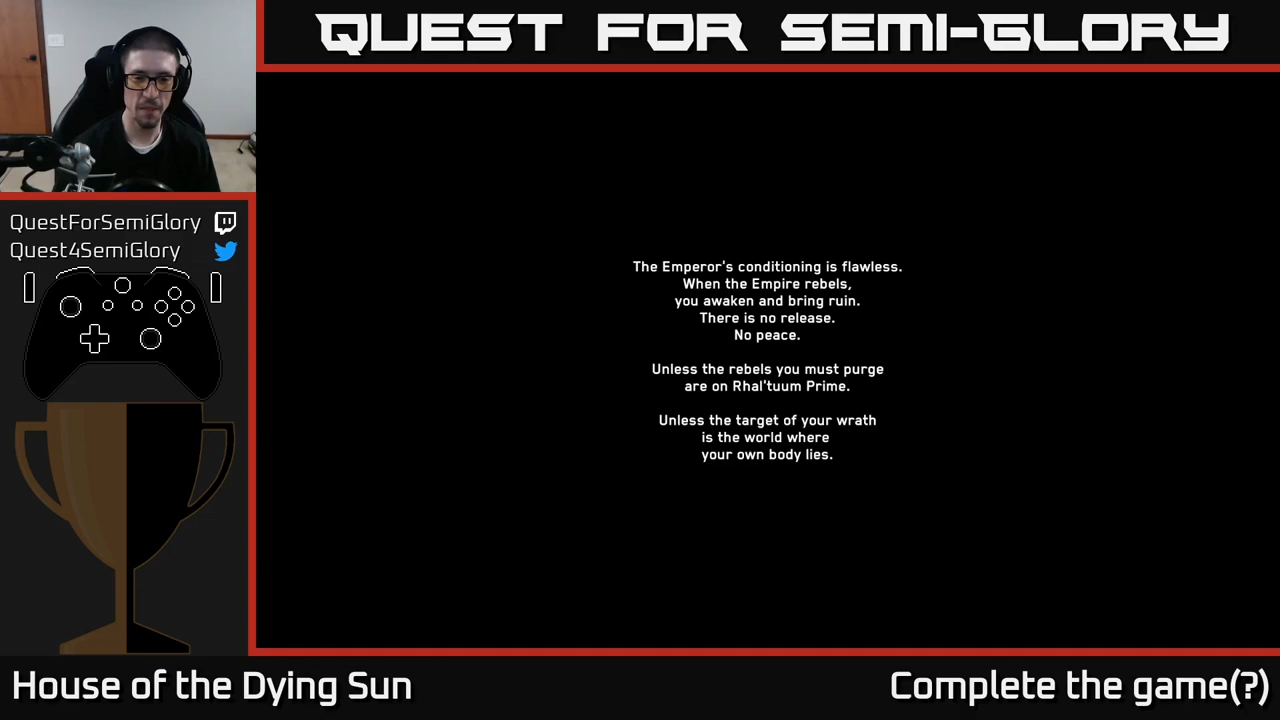 QUEST FOR SEMI-GLORY
QuestForSemiGlory
Quest4SemiGlory
The Emperor's conditioning is flawless.
When the Empire rebels,
you awaken and bring ruin.
There is no release.
No peace.
Unless the rebels you must purge
are on Rhal'tuum Prime.
Unless the target of your wrath
is the world where
your own body lies.
House of the Dying Sun
Complete the game(?)